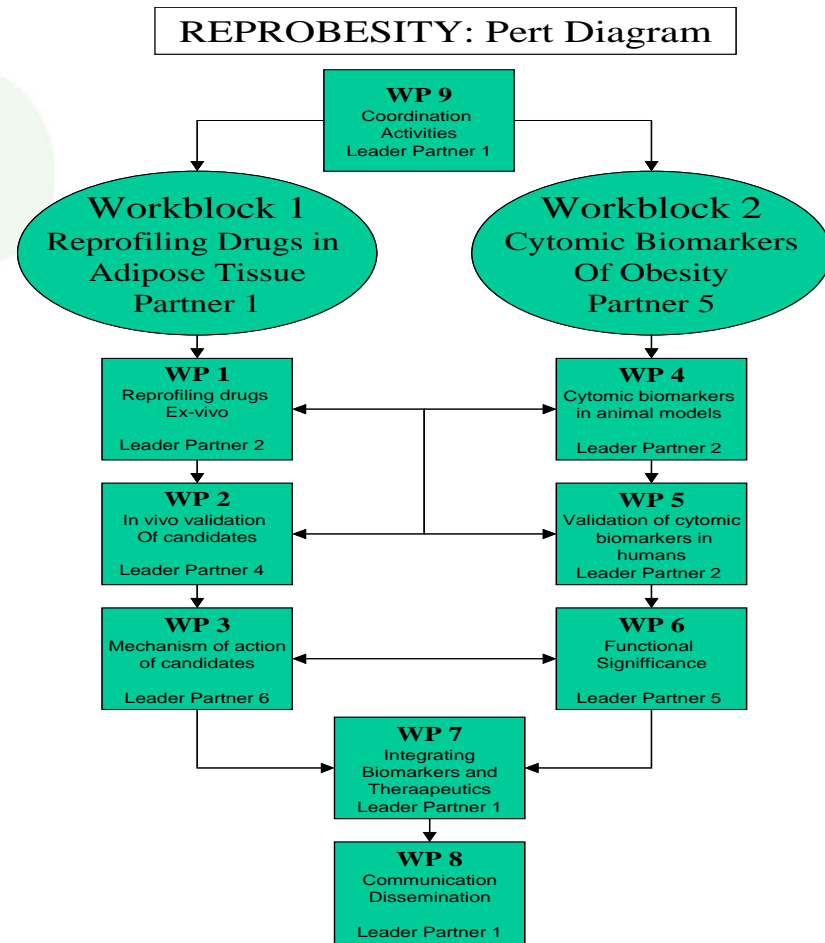 REPROBESITY: Pert Diagram
WP 9
Coordination
Activities
Leader Partner 1
Workblock 1
Reprofiling Drugs in
Adipose Tissue
Partner 1
Workblock 2
Cytomic Biomarkers
Of Obesity
Partner 5
WP 1
Reprofiling drugs
Ex-vivo
Leader Partner 2
WP 4
Cytomic biomarkers
in animal models
Leader Partner 2
WP 2
In vivo validation
Of candidates
Leader Partner 4
WP 5
Validation of cytomic
biomarkers in
humans
Leader Partner 2
WP 3
Mechanism of action
of candidates
Leader Partner 6
WP 6
Functional
Signifficance
Leader Partner 5
WP 7
Integrating
Biomarkers and
Theraapeutics
Leader Partner 1
WP 8
Communication
Dissemination
Leader Partner 1